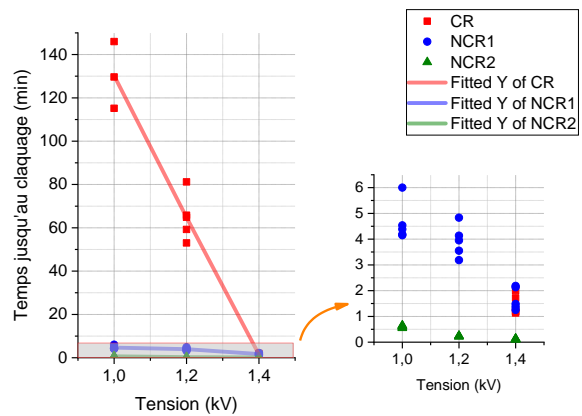 CR
NCR1
NCR2
Fitted Y of CR
Fitted Y of NCR1
Fitted Y of NCR2
Temps jusqu'au claquage (min)
140
120
100
80
60
40
20
0
1,0
1,2
1,4
Tension (kV)
6
5
4
3
2
1
0
1,0
1,2
1,4
Tension (kV)